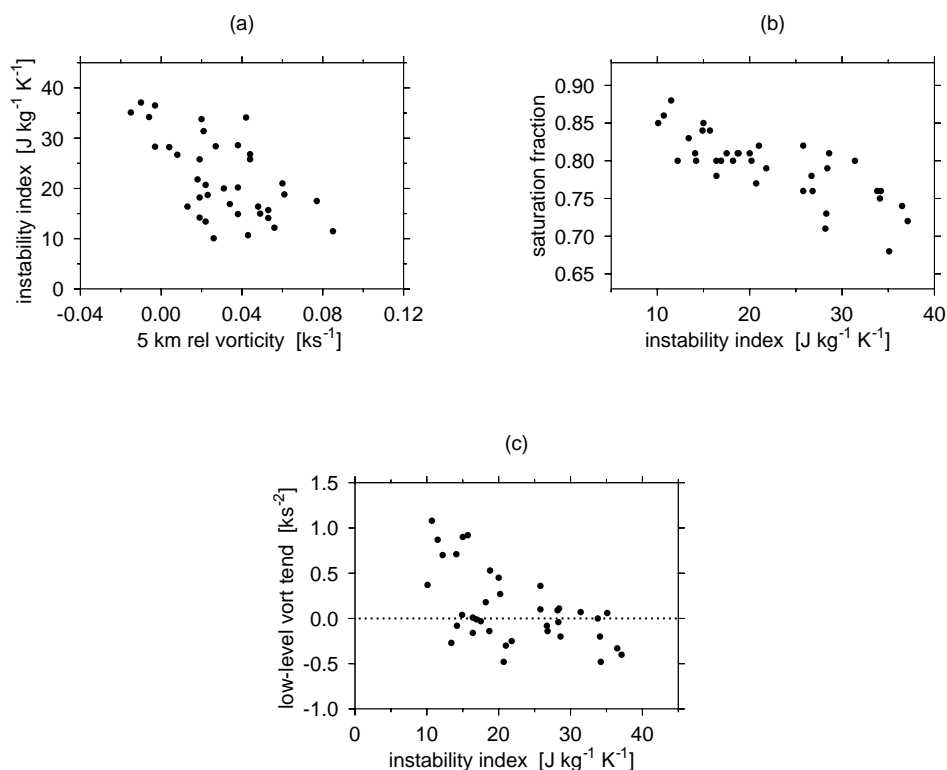 (a)
instability index [J kg⁻¹ K⁻¹]
40
30
20
10
0
-0.04 0.00 0.04 0.08 0.12
5 km rel vorticity [ks⁻¹]
(b)
saturation fraction
0.90
0.85
0.80
0.75
0.70
0.65
10 20 30 40
instability index [J kg⁻¹ K⁻¹]
(c)
low-level vort tend [ks⁻²]
1.5
1.0
0.5
0.0
-0.5
-1.0
0 10 20 30 40
instability index [J kg⁻¹ K⁻¹]